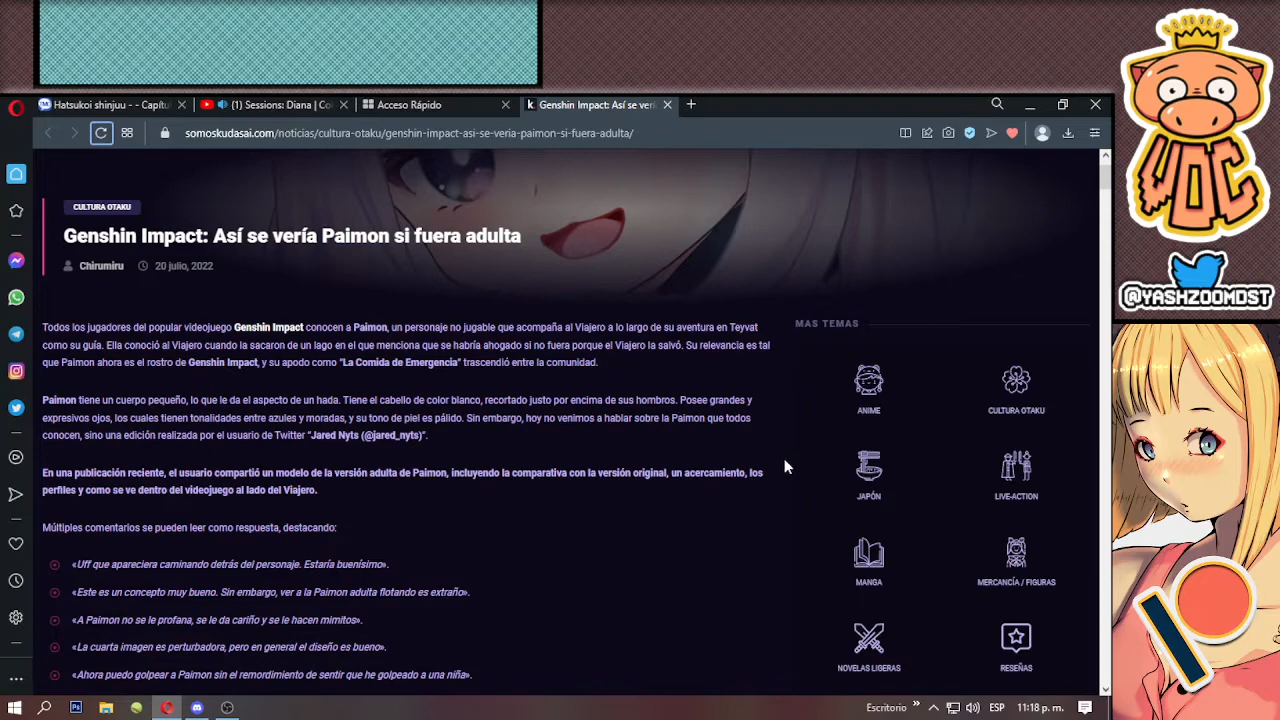 Hatsukoi shinjuu - - Capítu
(1) Sessions: Diana | Co
Acceso Rápido
Genshin Impact: Así se verí
somoskudasai.com/noticias/cultura-otaku/genshin-impact-asi-se-veria-paimon-si-fuera-adulta/
CULTURA OTAKU
Genshin Impact: Así se vería Paimon si fuera adulta
Chirumiru 20 julio, 2022
Todos los jugadores del popular videojuego Genshin Impact conocen a Paimon, un personaje no jugable que acompaña al Viajero a lo largo de su aventura en Teyvat
como su guía. Ella conoció al Viajero cuando la sacaron de un lago en el que menciona que se habría ahogado si no fuera porque el Viajero la salvó. Su relevancia es tal
que Paimon ahora es el rostro de Genshin Impact, y su apodo como "La Comida de Emergencia" trascendió entre la comunidad.
Paimon tiene un cuerpo pequeño, lo que le da el aspecto de un hada. Tiene el cabello de color blanco, recortado justo por encima de sus hombros. Posee grandes y
expresivos ojos, los cuales tienen tonalidades entre azules y moradas, y su tono de piel es pálido. Sin embargo, hoy no venimos a hablar sobre la Paimon que todos
conocen, sino una edición realizada por el usuario de Twitter "Jared Nyts (@jared_nyts)".
En una publicación reciente, el usuario compartió un modelo de la versión adulta de Paimon, incluyendo la comparativa con la versión original, un acercamiento, los
perfiles y como se ve dentro del videojuego al lado del Viajero.
Múltiples comentarios se pueden leer como respuesta, destacando:
«Uff que apareciera caminando detrás del personaje. Estaría buenísimo».
«Este es un concepto muy bueno. Sin embargo, ver a la Paimon adulta flotando es extraño».
«A Paimon no se le profana, se le da cariño y se le hacen mimitos».
«La cuarta imagen es perturbadora, pero en general el diseño es bueno».
«Ahora puedo golpear a Paimon sin el remordimiento de sentir que he golpeado a una niña».
MAS TEMAS
ANIME
CULTURA OTAKU
JAPÓN
LIVE-ACTION
MANGA
MERCANCÍA / FIGURAS
NOVELAS LIGERAS
RESEÑAS
WOC
@YASHZOOMDST
Escritorio
ESP
11:18 p. m.